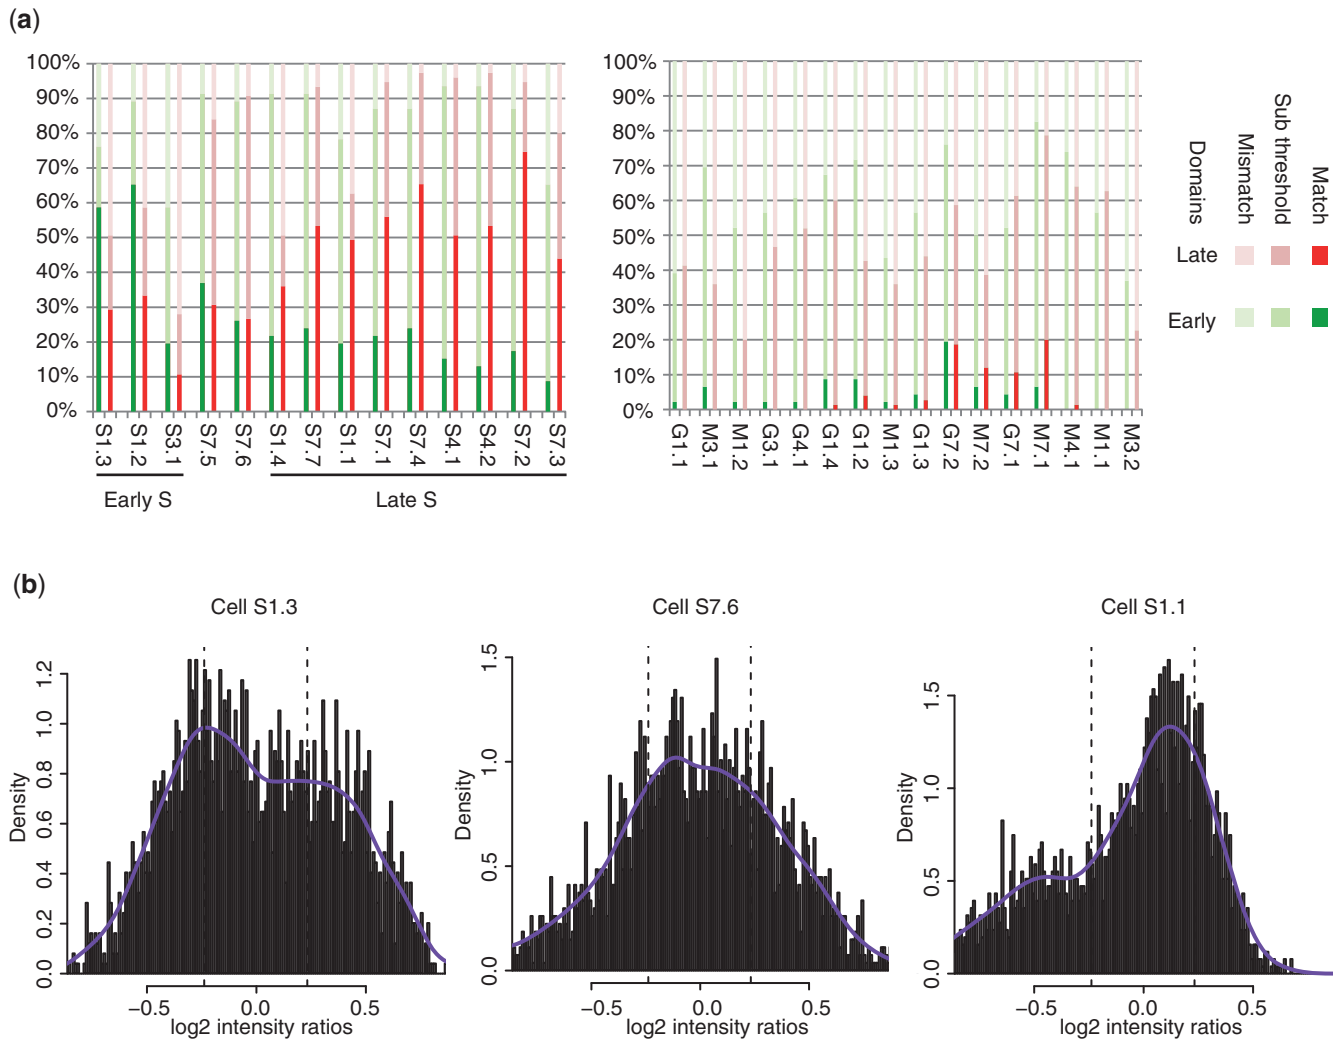 (a)
100%
90%
80%
70%
60%
50%
40%
30%
20%
10%
0%
S1.3
S1.2
S3.1
S7.5
S7.6
S1.4
S7.7
S1.1
S7.1
S7.4
S4.1
S4.2
S7.2
S7.3
Early S
Late S
100%
90%
80%
70%
60%
50%
40%
30%
20%
10%
0%
G1.1
M3.1
M1.2
G3.1
G4.1
G1.4
G1.2
M1.3
G1.3
G7.2
M7.2
G7.1
M7.1
M4.1
M1.1
M3.2
Domains
Mismatch
Sub threshold
Match
Late
Early
(b)
Cell S1.3
Density
0.0
0.2
0.4
0.6
0.8
1.0
1.2
−0.5
0.0
0.5
log2 intensity ratios
Cell S7.6
Density
0.0
0.5
1.0
1.5
−0.5
0.0
0.5
log2 intensity ratios
Cell S1.1
Density
0.0
0.5
1.0
1.5
−0.5
0.0
0.5
log2 intensity ratios